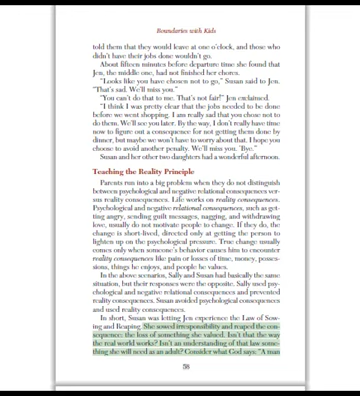 Boundaries with Kids
told them that they would leave at one o'clock, and those who
didn't have their jobs done wouldn't go.
About fifteen minutes before departure time she found that
Jen, the middle one, had not finished her chores.
"Looks like you have chosen not to go," Susan said to Jen.
"That's sad. We'll miss you."
"You can't do that to me. That's not fair!" Jen exclaimed.
"I think I was pretty clear that the jobs needed to be done
before we went shopping. I am really sad that you chose not to
do them. We'll see you later. By the way, I don't really have time
now to figure out a consequence for not getting them done by
dinner, but maybe we won't have to worry about that. I hope you
choose to avoid another penalty. We'll miss you. 'Bye."
Susan and her other two daughters had a wonderful afternoon.
Teaching the Reality Principle
Parents run into a big problem when they do not distinguish
between psychological and negative relational consequences ver-
sus reality consequences. Life works on reality consequences.
Psychological and negative relational consequences, such as get-
ting angry, sending guilt messages, nagging, and withdrawing
love, usually do not motivate people to change. If they do, the
change is short-lived, directed only at getting the person to
lighten up on the psychological pressure. True change usually
comes only when someone's behavior causes him to encounter
reality consequences like pain or losses of time, money, posses-
sions, things he enjoys, and people he values.
In the above scenarios, Sally and Susan had basically the same
situation, but their responses were the opposite. Sally used psy-
chological and negative relational consequences and prevented
reality consequences. Susan avoided psychological consequences
and used reality consequences.
In short, Susan was letting Jen experience the Law of Sow-
ing and Reaping. She sowed irresponsibility and reaped the con-
sequence: the loss of something she valued. Isn't that the way
the real world works? Isn't an understanding of that law some-
thing she will need as an adult? Consider what God says: "A man
58